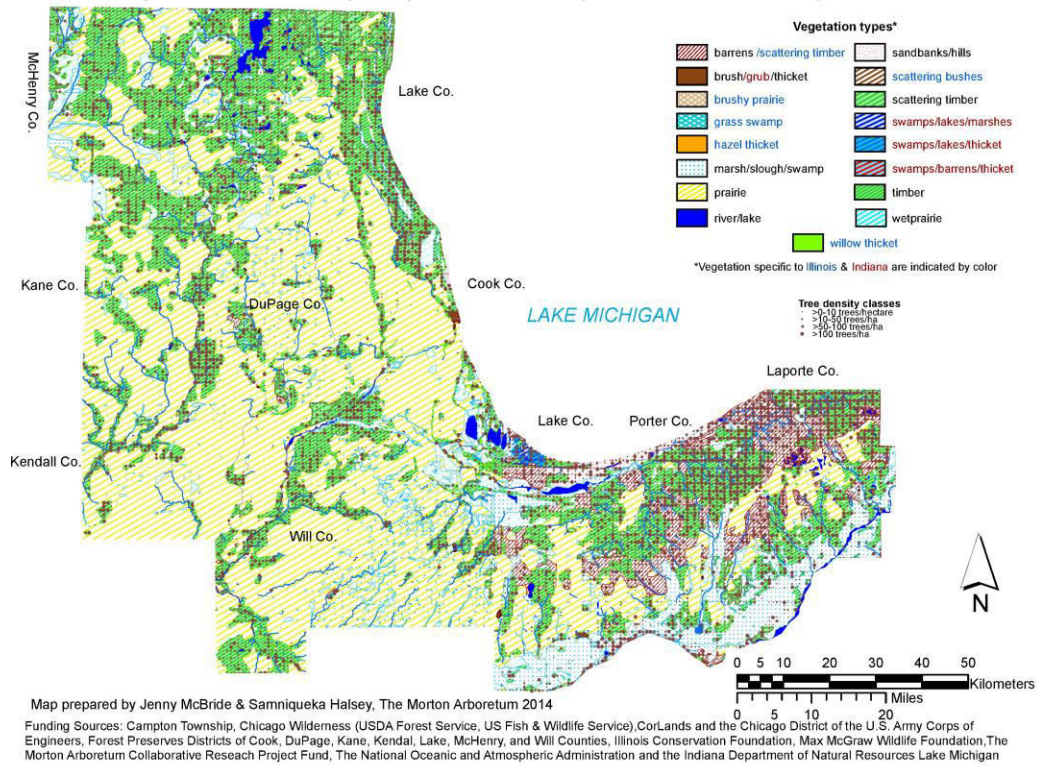 McHenry Co.
Lake Co.
Kane Co.
DuPage Co.
Cook Co.
Kendall Co.
Will Co.
LAKE MICHIGAN
Lake Co.
Porter Co.
Laporte Co.
Vegetation types*
barrens /scattering timber
brush/grub/thicket
brushy prairie
grass swamp
hazel thicket
marsh/slough/swamp
prairie
river/lake
sandbanks/hills
scattering bushes
scattering timber
swamps/lakes/marshes
swamps/lakes/thicket
swamps/barrens/thicket
timber
wetprairie
willow thicket
*Vegetation specific to Illinois & Indiana are indicated by color
Tree density classes
>0-10 trees/hectare
>10-50 trees/ha
>50-100 trees/ha
>100 trees/ha
N
0 5 10 20 30 40 50
Kilometers
Miles
0 5 10 20
Map prepared by Jenny McBride & Samniqueka Halsey, The Morton Arboretum 2014
Funding Sources: Campton Township, Chicago Wilderness (USDA Forest Service, US Fish & Wildlife Service),CorLands and the Chicago District of the U.S. Army Corps of
Engineers, Forest Preserves Districts of Cook, DuPage, Kane, Kendal, Lake, McHenry, and Will Counties, Illinois Conservation Foundation, Max McGraw Wildlife Foundation,The
Morton Arboretum Collaborative Reseach Project Fund, The National Oceanic and Atmospheric Administration and the Indiana Department of Natural Resources Lake Michigan